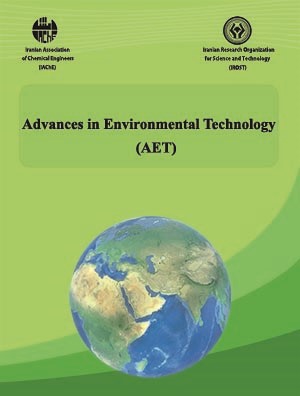 Iranian Association
of Chemical Engineers
(IAChE)
Iranian Research Organization
for Science and Technology
(IROST)
Advances in Environmental Technology
(AET)